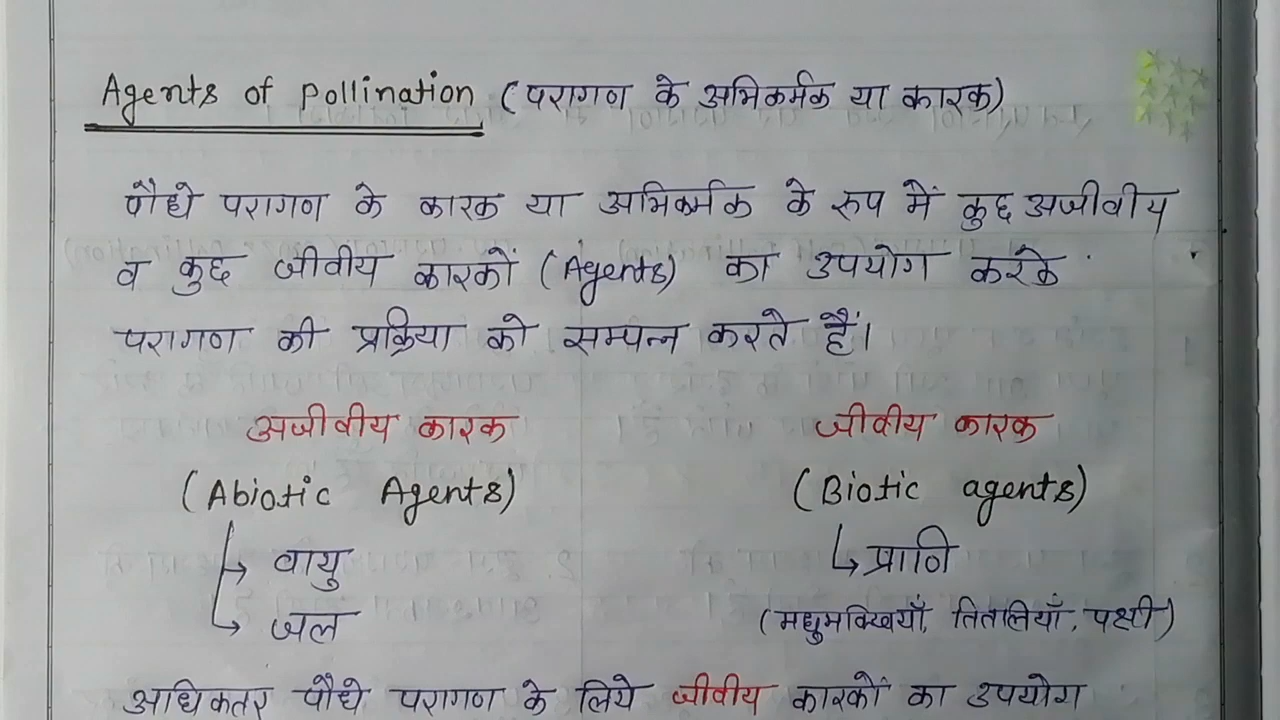 Agents of Pollination (परागण के अभिकर्मक या कारक)
पौधे परागण के कारक या अभिकर्मक के रुप में कुछ अजीवीय
व कुछ जीवीय कारकों (Agents) का उपयोग करके
परागण की प्रक्रिया को सम्पन्न करते हैं।
अजीवीय कारक जीवीय कारक
(Abiotic Agents) (Biotic agents)
↳ वायु ↳ प्राणि
↳ जल (मधुमक्खियाँ, तितलियाँ, पक्षी)
अधिकतर पौधे परागण के लिये जीवीय कारकों का उपयोग